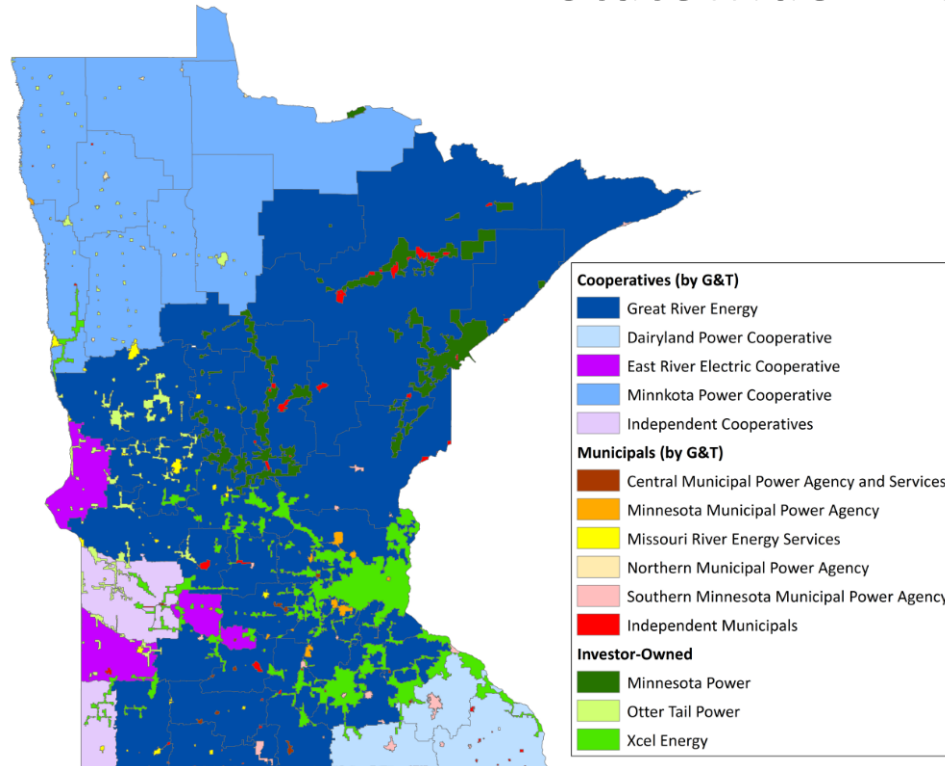 Cooperatives (by G&T)
Great River Energy
Dairyland Power Cooperative
East River Electric Cooperative
Minnkota Power Cooperative
Independent Cooperatives
Municipals (by G&T)
Central Municipal Power Agency and Services
Minnesota Municipal Power Agency
Missouri River Energy Services
Northern Municipal Power Agency
Southern Minnesota Municipal Power Agency
Independent Municipals
Investor-Owned
Minnesota Power
Otter Tail Power
Xcel Energy